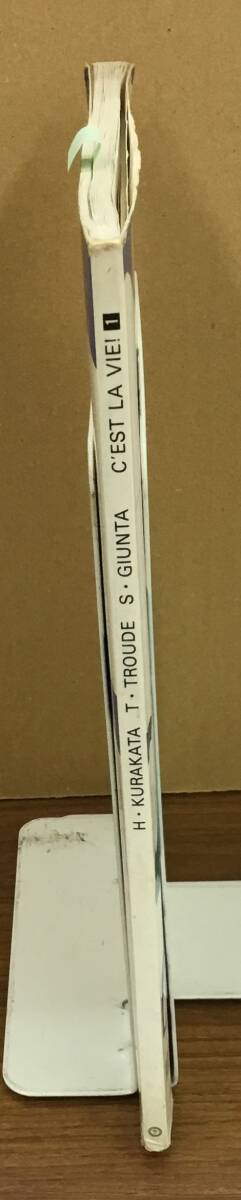 H・KURAKATA T・TROUDE S・GIUNTA C'EST LA VIE! 1